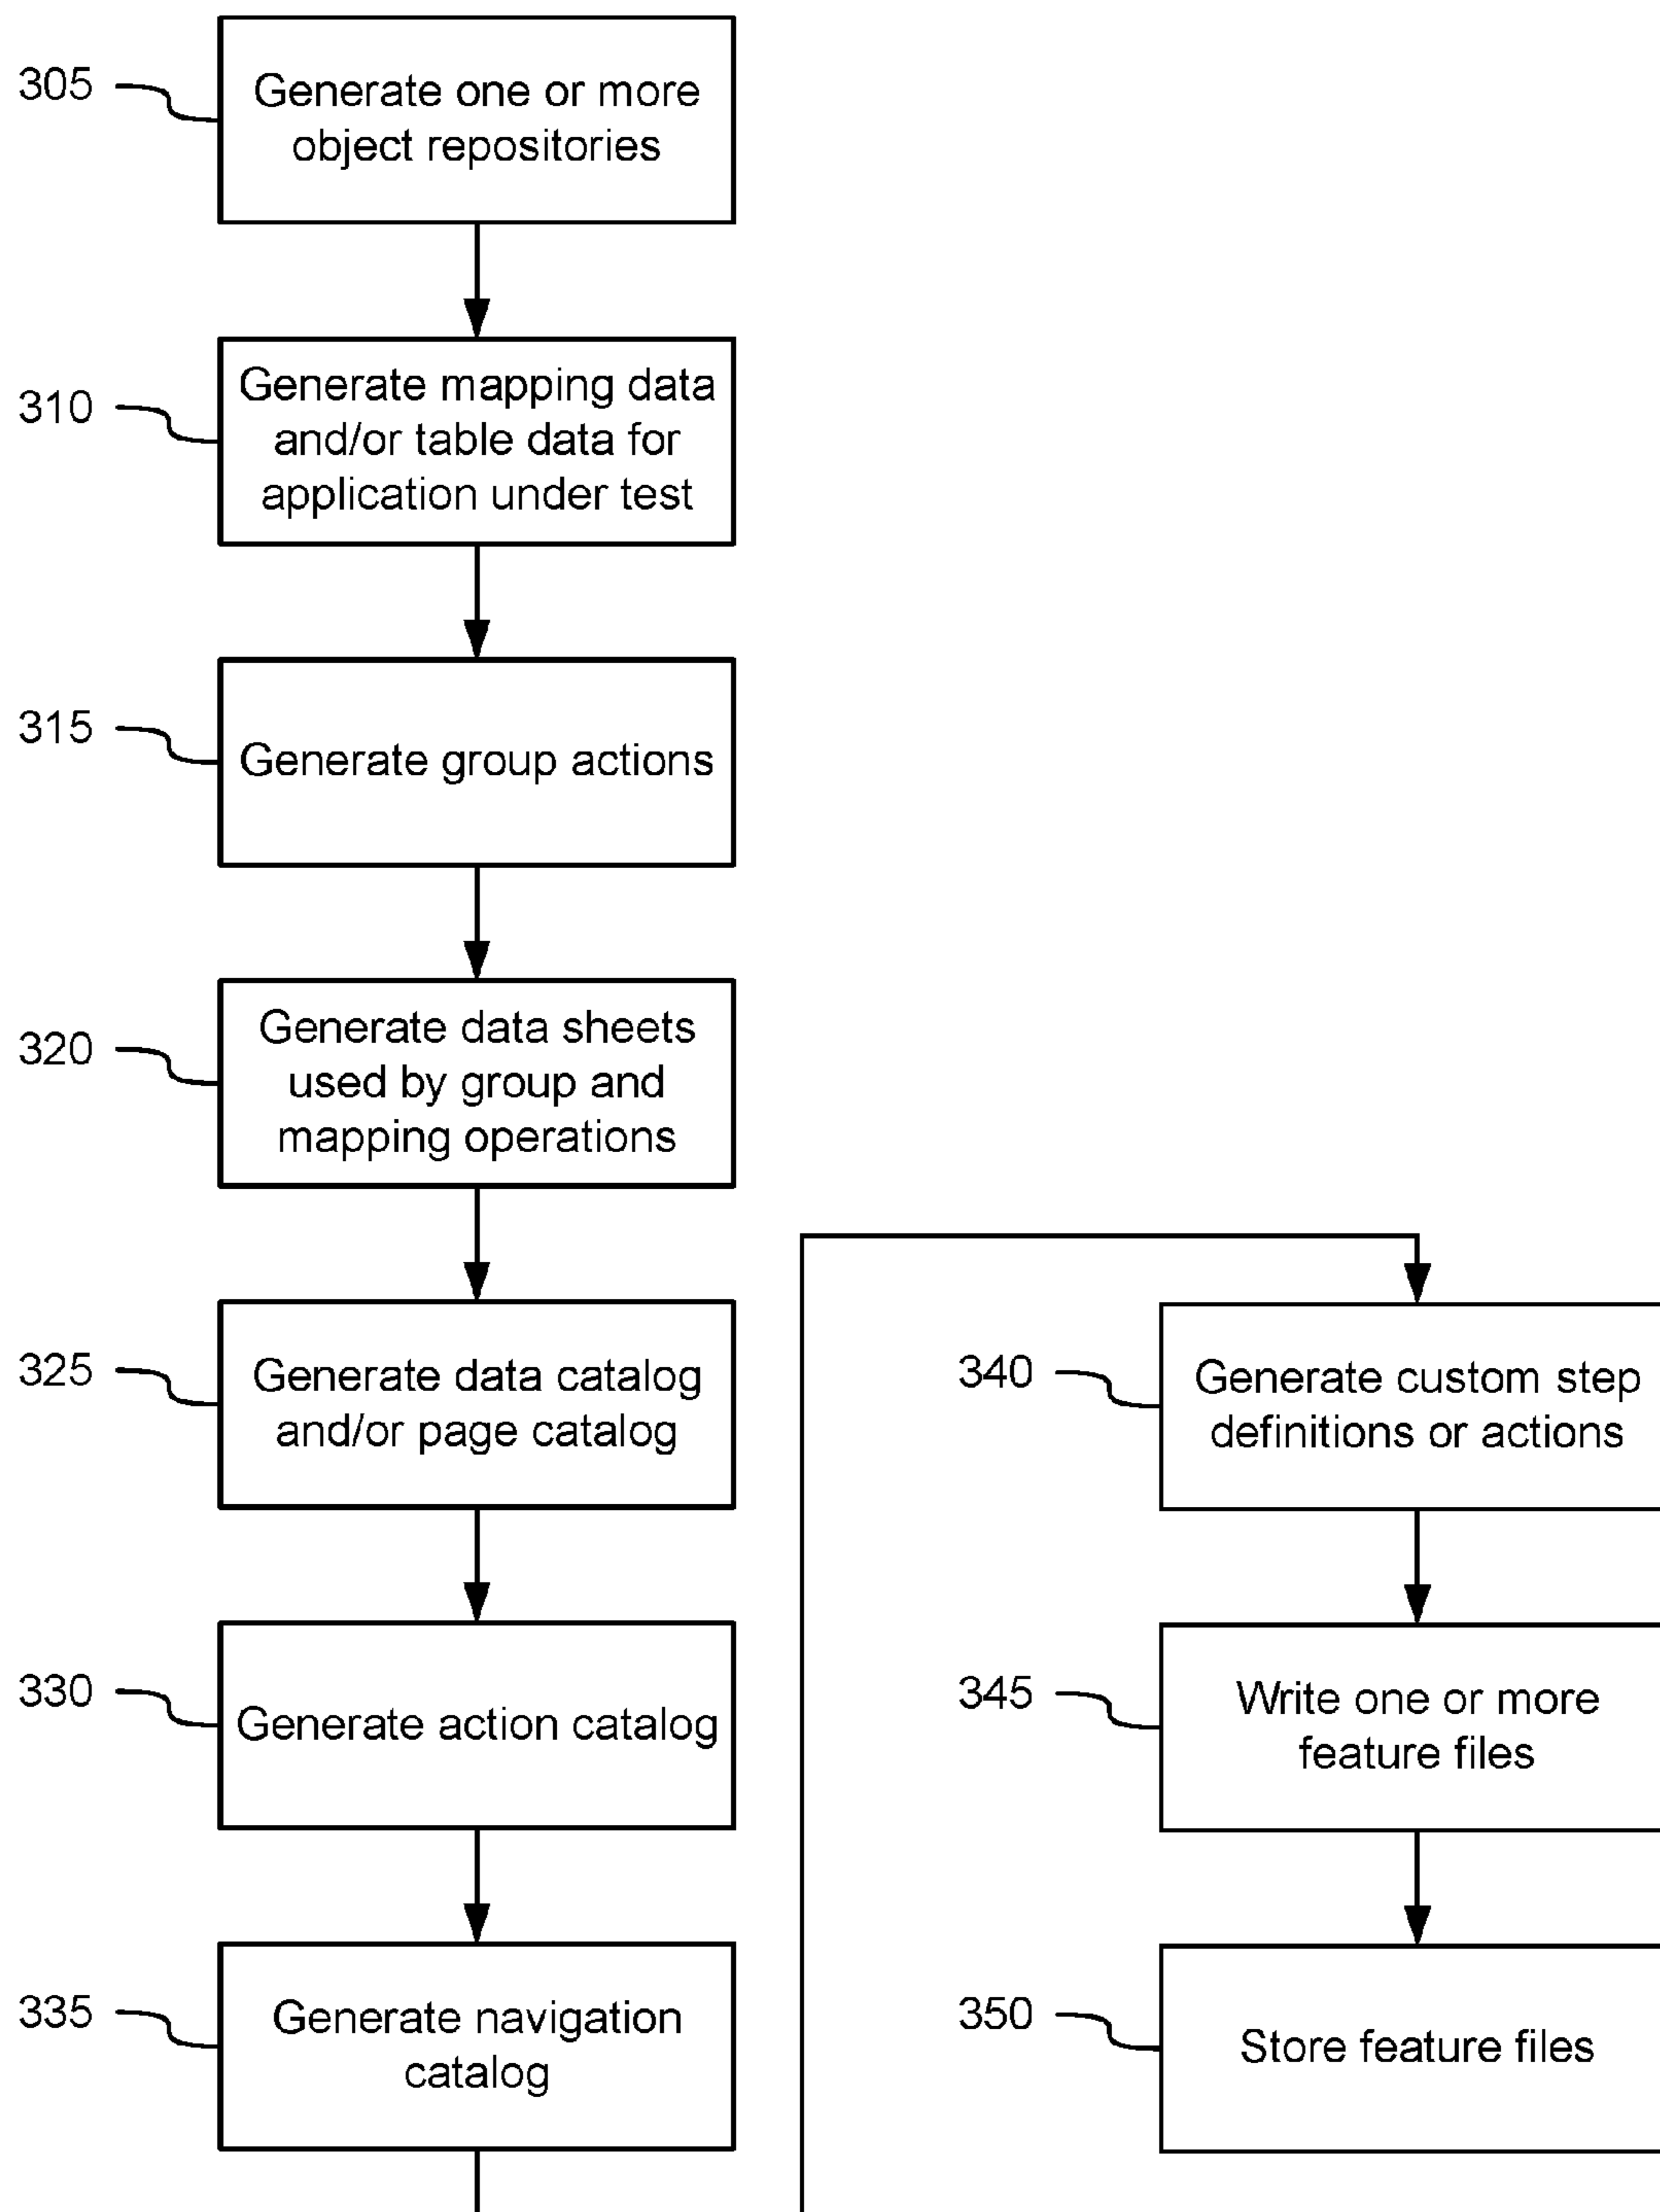 305
Generate one or more
object repositories
310
Generate mapping data
and/or table data for
application under test
315
Generate group actions
320
Generate data sheets
used by group and
mapping operations
325
Generate data catalog
and/or page catalog
330
Generate action catalog
335
Generate navigation
catalog
340
Generate custom step
definitions or actions
345
Write one or more
feature files
350
Store feature files